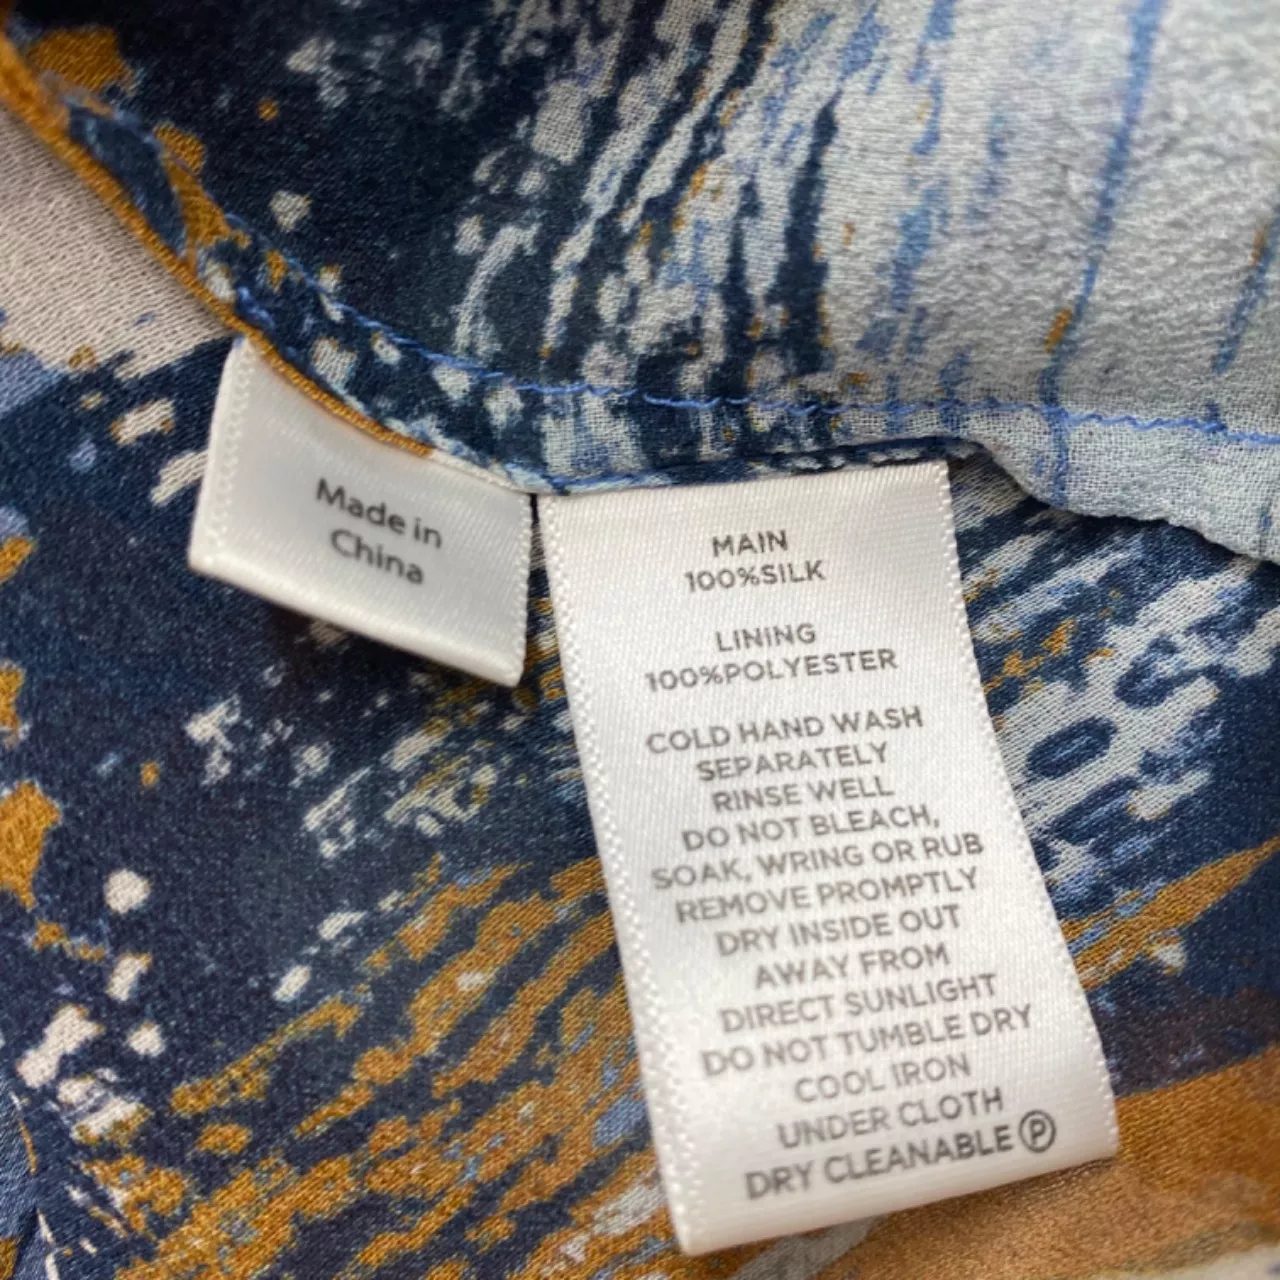 Made in
China
MAIN
100%SILK
LINING
100%POLYESTER
COLD HAND WASH
SEPARATELY
RINSE WELL
DO NOT BLEACH,
SOAK, WRING OR RUB
REMOVE PROMPTLY
DRY INSIDE OUT
AWAY FROM
DIRECT SUNLIGHT
DO NOT TUMBLE DRY
COOL IRON
UNDER CLOTH
DRY CLEANABLE Ⓟ